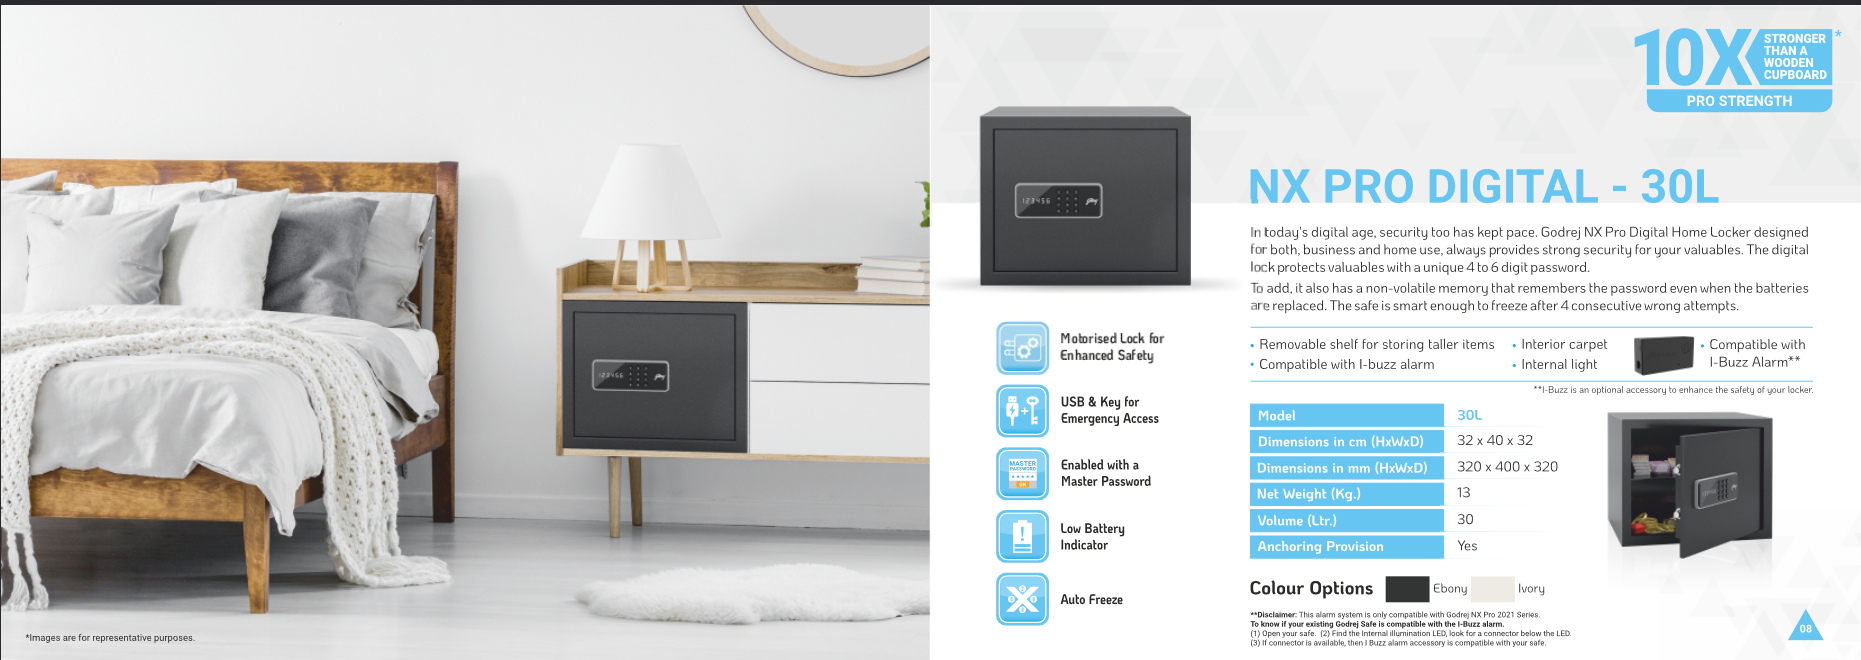 *Images are for representative purposes.
10X
STRONGER
THAN A
WOODEN
CUPBOARD
*
PRO STRENGTH
NX PRO DIGITAL - 30L
In today's digital age, security too has kept pace. Godrej NX Pro Digital Home Locker designed
for both, business and home use, always provides strong security for your valuables. The digital
lock protects valuables with a unique 4 to 6 digit password.
To add, it also has a non-volatile memory that remembers the password even when the batteries
are replaced. The safe is smart enough to freeze after 4 consecutive wrong attempts.
• Removable shelf for storing taller items
• Compatible with I-buzz alarm
• Interior carpet
• Internal light
• Compatible with
I-Buzz Alarm**
**I-Buzz is an optional accessory to enhance the safety of your locker.
Motorised Lock for
Enhanced Safety
USB & Key for
Emergency Access
MASTER
PASSWORD
OK
Enabled with a
Master Password
Low Battery
Indicator
Auto Freeze
123456
123456
Model 30L
Dimensions in cm (HxWxD) 32 x 40 x 32
Dimensions in mm (HxWxD) 320 x 400 x 320
Net Weight (Kg.) 13
Volume (Ltr.) 30
Anchoring Provision Yes
Colour Options Ebony Ivory
**Disclaimer: This alarm system is only compatible with Godrej NX Pro 2021 Series.
To know if your existing Godrej Safe is compatible with the I-Buzz alarm.
(1) Open your safe. (2) Find the Internal illumination LED, look for a connector below the LED.
(3) If connector is available, then I Buzz alarm accessory is compatible with your safe.
08